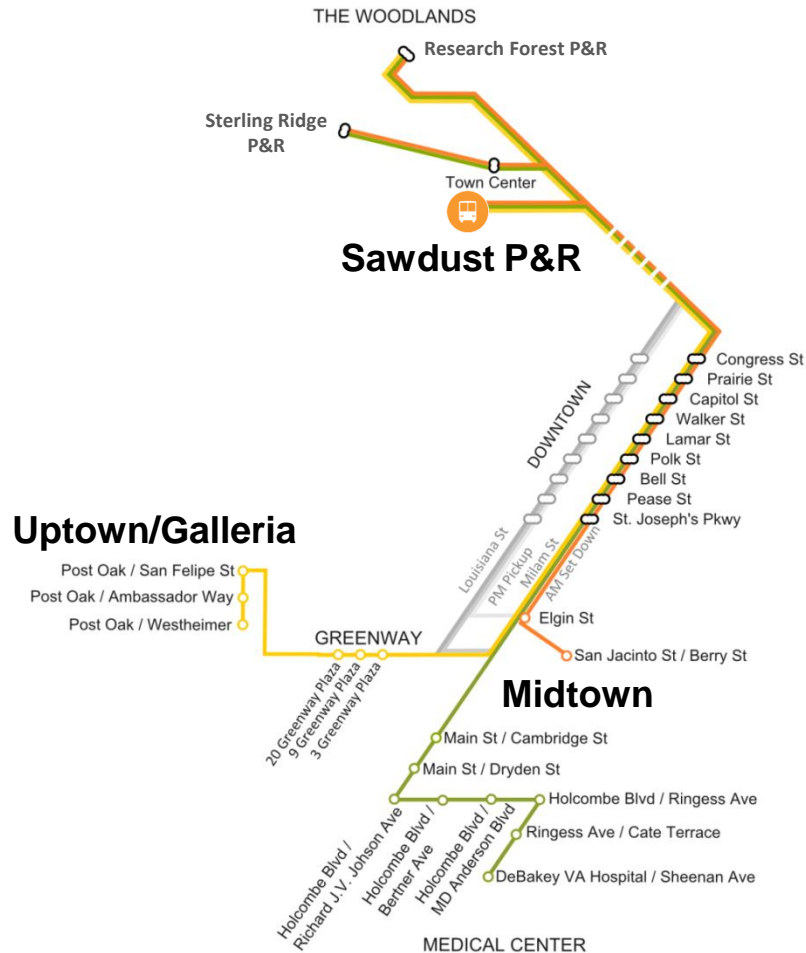 THE WOODLANDS
Research Forest P&R
Sterling Ridge
P&R
Town Center
Sawdust P&R
Congress St
Prairie St
Capitol St
Walker St
Lamar St
Polk St
Bell St
Pease St
St. Joseph's Pkwy
DOWNTOWN
Louisiana St
PM Pickup
Milam St
AM Set Down
Uptown/Galleria
Post Oak / San Felipe St
Post Oak / Ambassador Way
Post Oak / Westheimer
GREENWAY
20 Greenway Plaza
9 Greenway Plaza
3 Greenway Plaza
Elgin St
San Jacinto St / Berry St
Midtown
Main St / Cambridge St
Main St / Dryden St
Holcombe Blvd /
Richard J.V. Johson Ave
Holcombe Blvd /
Bertner Ave
Holcombe Blvd /
MD Anderson Blvd
Holcombe Blvd / Ringess Ave
Ringess Ave / Cate Terrace
DeBakey VA Hospital / Sheenan Ave
MEDICAL CENTER